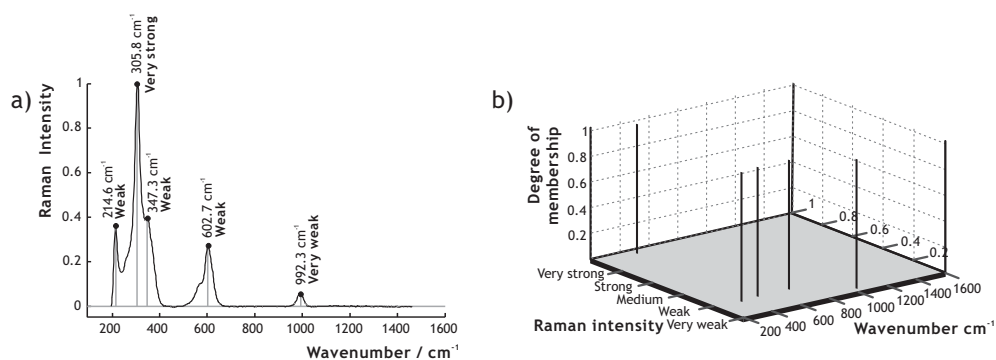 a)
Raman Intensity
1
0.8
0.6
0.4
0.2
0
214.6 cm⁻¹
Weak
305.8 cm⁻¹
Very strong
347.3 cm⁻¹
Weak
602.7 cm⁻¹
Weak
992.3 cm⁻¹
Very weak
200 400 600 800 1000 1200 1400 1600
Wavenumber / cm⁻¹
b)
Degree of
membership
1
0.8
0.6
0.4
0.2
1
0.8
0.6
0.4
0.2
Very strong
Strong
Medium
Weak
Very weak
Raman intensity
200 400 600 800 1000 1200 1400 1600
Wavenumber cm⁻¹